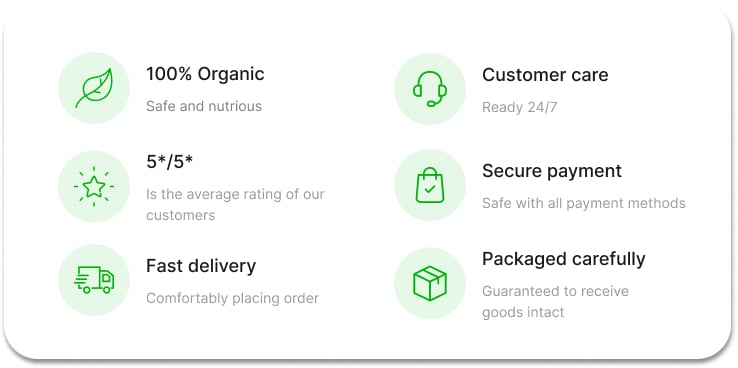 100% Organic
Safe and nutrious
5*/5*
Is the average rating of our
customers
Fast delivery
Comfortably placing order
Customer care
Ready 24/7
Secure payment
Safe with all payment methods
Packaged carefully
Guaranteed to receive
goods intact